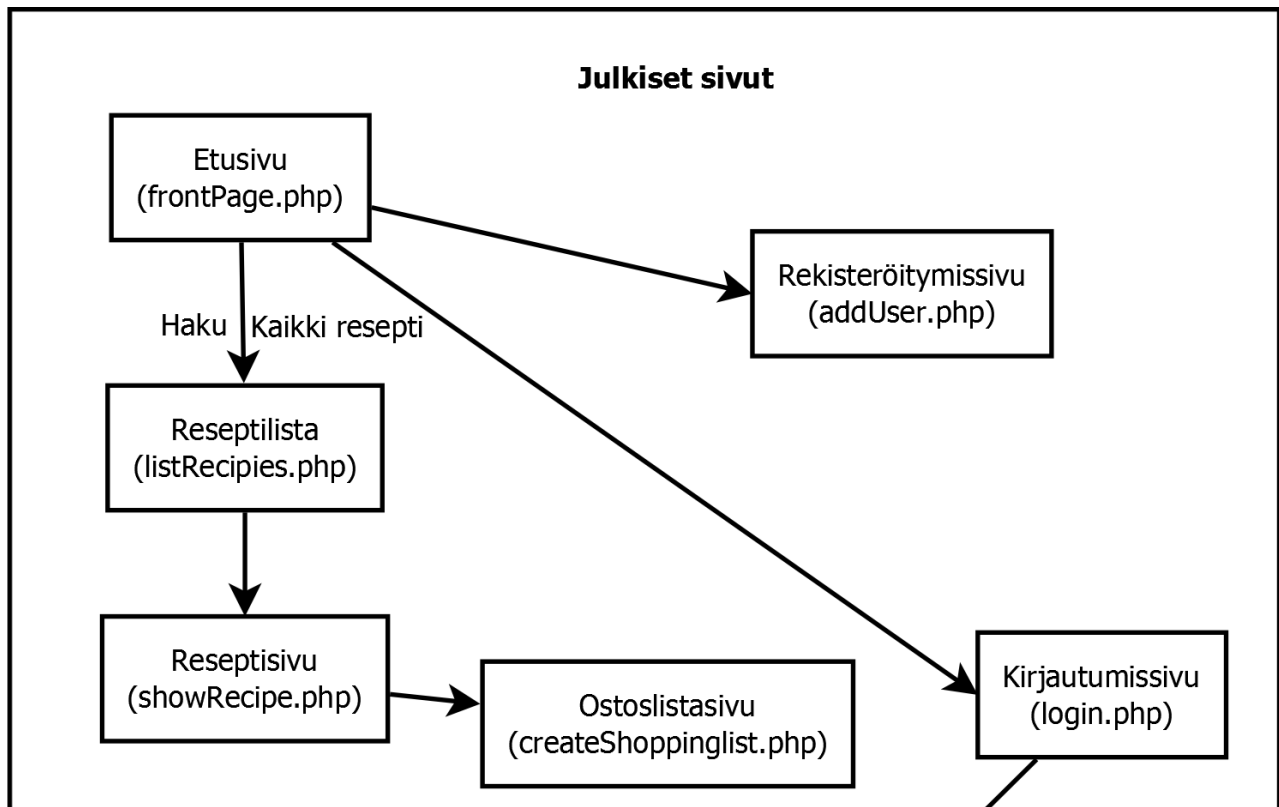 Julkiset sivut
Etusivu
(frontPage.php)
Rekisteröitymissivu
(addUser.php)
Haku
Kaikki resepti
Reseptilista
(listRecipies.php)
Reseptisivu
(showRecipe.php)
Ostoslistasivu
(createShoppinglist.php)
Kirjautumissivu
(login.php)